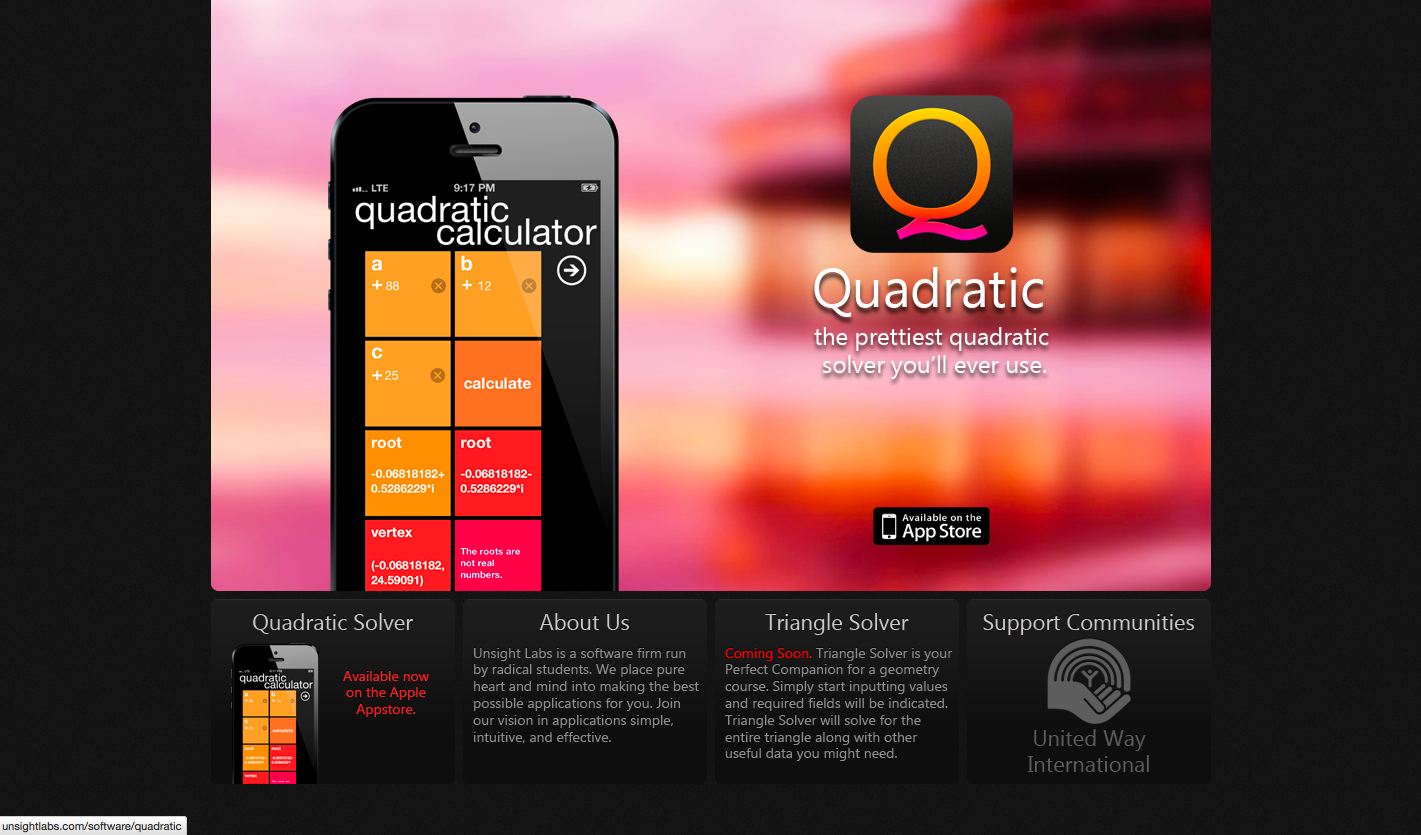 LTE 9:17 PM
quadratic
calculator
a
+ 88
b
+ 12
c
+ 25
calculate
root
-0.06818182+
0.5286229*i
root
-0.06818182-
0.5286229*i
vertex
(-0.06818182,
24.59091)
The roots are
not real
numbers.
Q
Quadratic
the prettiest quadratic
solver you'll ever use.
Available on the
App Store
Quadratic Solver
quadratic
calculator
a
b
c
calculate
root
root
vertex
Available now
on the Apple
Appstore.
About Us
Unsight Labs is a software firm run
by radical students. We place pure
heart and mind into making the best
possible applications for you. Join
our vision in applications simple,
intuitive, and effective.
Triangle Solver
Coming Soon. Triangle Solver is your
Perfect Companion for a geometry
course. Simply start inputting values
and required fields will be indicated.
Triangle Solver will solve for the
entire triangle along with other
useful data you might need.
Support Communities
United Way
International
unsightlabs.com/software/quadratic